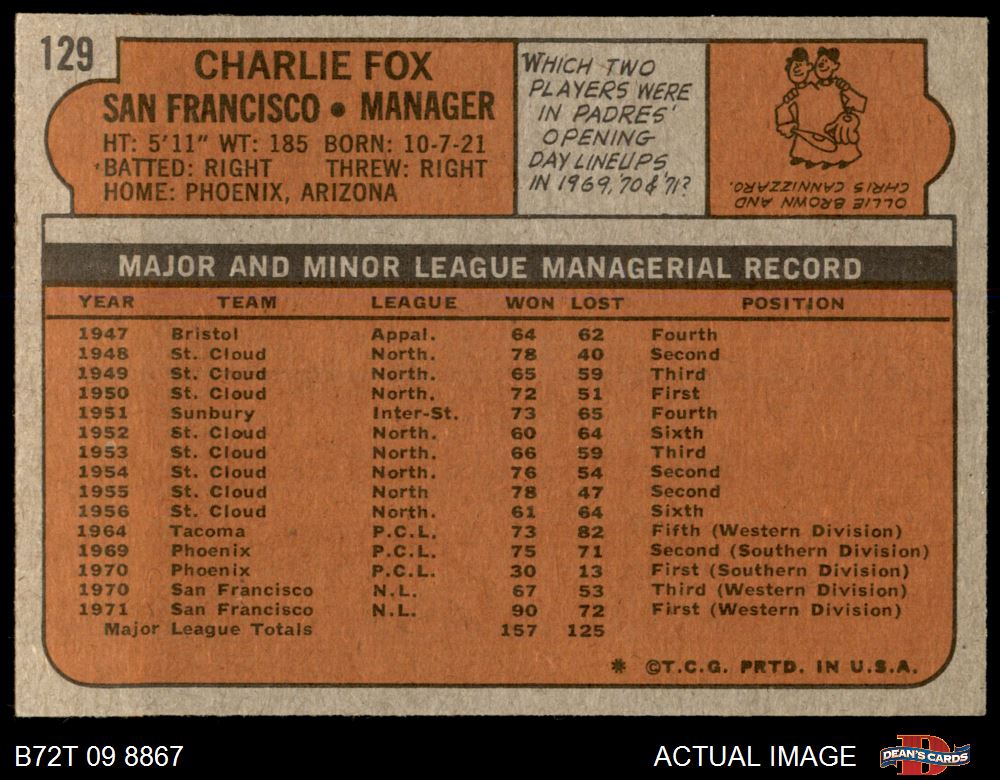 129
CHARLIE FOX
SAN FRANCISCO • MANAGER
HT: 5'11" WT: 185 BORN: 10-7-21
BATTED: RIGHT THREW: RIGHT
HOME: PHOENIX, ARIZONA
WHICH TWO
PLAYERS WERE
IN PADRES'
OPENING
DAY LINEUPS
IN 1969, '70 & '71?
OLLIE BROWN AND
CHRIS CANNIZZARO.
MAJOR AND MINOR LEAGUE MANAGERIAL RECORD
YEAR TEAM LEAGUE WON LOST POSITION
1947 Bristol Appal. 64 62 Fourth
1948 St. Cloud North. 78 40 Second
1949 St. Cloud North. 65 59 Third
1950 St. Cloud North. 72 51 First
1951 Sunbury Inter-St. 73 65 Fourth
1952 St. Cloud North. 60 64 Sixth
1953 St. Cloud North. 66 59 Third
1954 St. Cloud North. 76 54 Second
1955 St. Cloud North 78 47 Second
1956 St. Cloud North. 61 64 Sixth
1964 Tacoma P.C.L. 73 82 Fifth (Western Division)
1969 Phoenix P.C.L. 75 71 Second (Southern Division)
1970 Phoenix P.C.L. 30 13 First (Southern Division)
1970 San Francisco N.L. 67 53 Third (Western Division)
1971 San Francisco N.L. 90 72 First (Western Division)
Major League Totals 157 125
* ©T.C.G. PRTD. IN U.S.A.
B72T 09 8867
ACTUAL IMAGE
DEAN'S CARDS